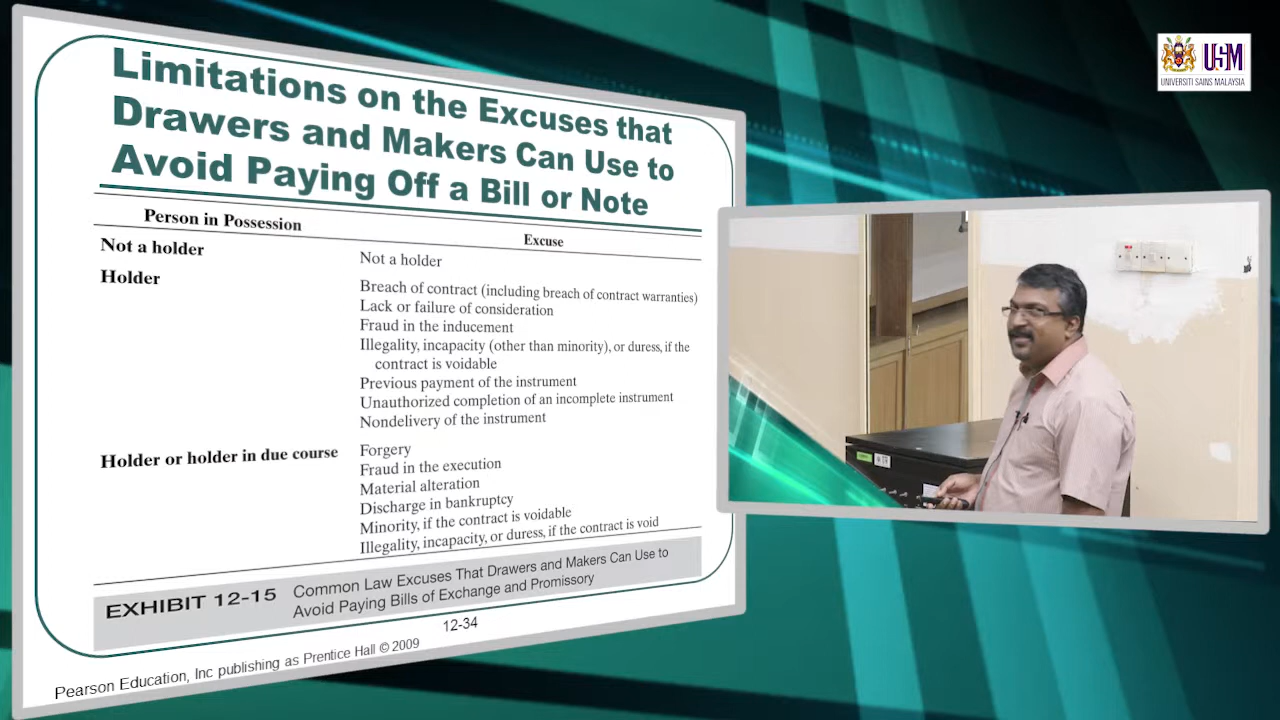 Limitations on the Excuses that
Drawers and Makers Can Use to
Avoid Paying Off a Bill or Note
Person in Possession
Excuse
Not a holder
Not a holder
Holder
Breach of contract (including breach of contract warranties)
Lack or failure of consideration
Fraud in the inducement
Illegality, incapacity (other than minority), or duress, if the
contract is voidable
Previous payment of the instrument
Unauthorized completion of an incomplete instrument
Nondelivery of the instrument
Holder or holder in due course
Forgery
Fraud in the execution
Material alteration
Discharge in bankruptcy
Minority, if the contract is voidable
Illegality, incapacity, or duress, if the contract is void
EXHIBIT 12-15
Common Law Excuses That Drawers and Makers Can Use to
Avoid Paying Bills of Exchange and Promissory
12-34
Pearson Education, Inc publishing as Prentice Hall © 2009
USM
UNIVERSITI SAINS MALAYSIA